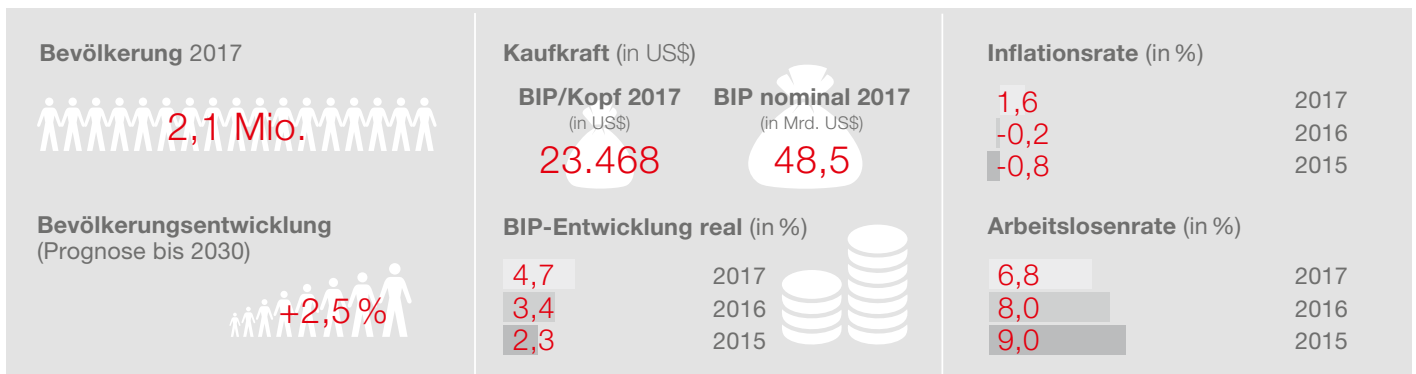 Bevölkerung 2017
2,1 Mio.
Bevölkerungsentwicklung
(Prognose bis 2030)
+2,5 %
Kaufkraft (in US$)
BIP/Kopf 2017
(in US$)
23.468
BIP nominal 2017
(in Mrd. US$)
48,5
BIP-Entwicklung real (in %)
4,7 2017
3,4 2016
2,3 2015
Inflationsrate (in %)
1,6 2017
-0,2 2016
-0,8 2015
Arbeitslosenrate (in %)
6,8 2017
8,0 2016
9,0 2015